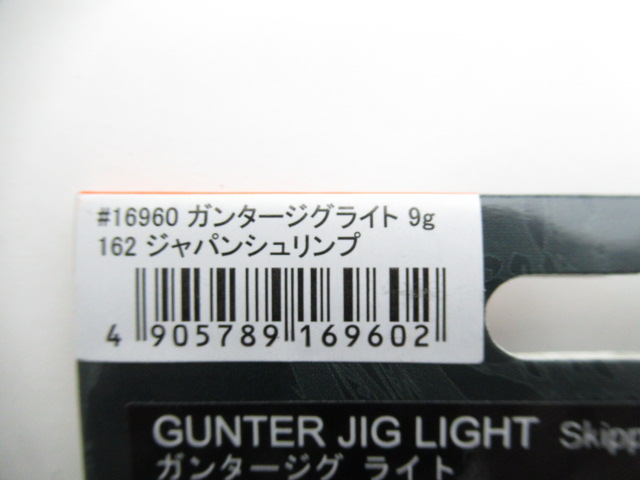 #16960 ガンタージグライト 9g
162 ジャパンシュリンプ
4 905789 169602
GUNTER JIG LIGHT
ガンタージグ ライト